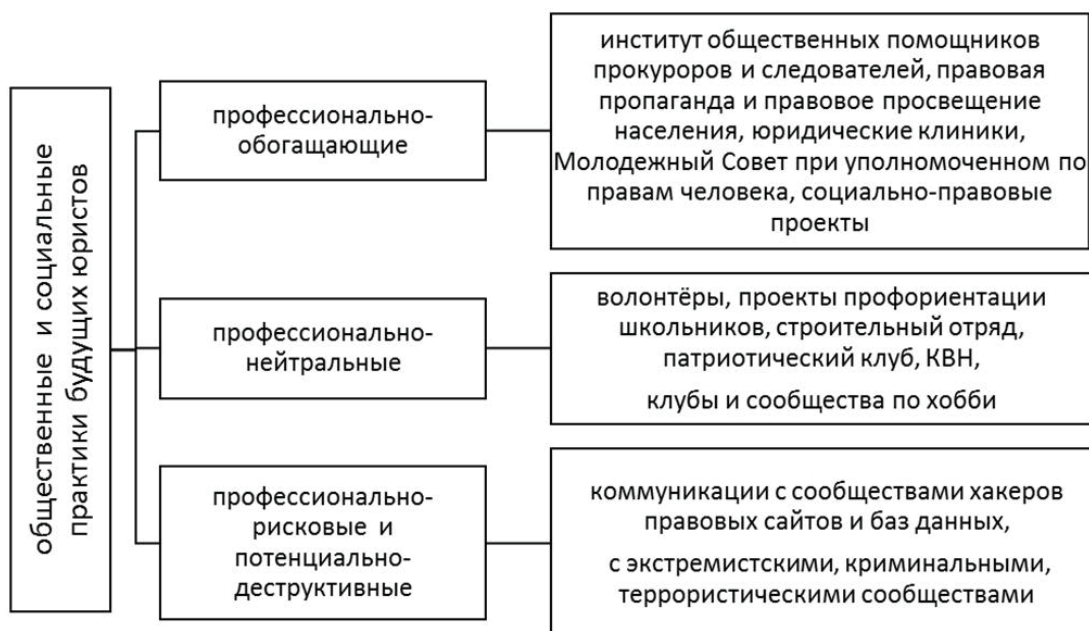 общественные и социальные
практики будущих юристов
профессионально-
обогащающие
институт общественных помощников
прокуроров и следователей, правовая
пропаганда и правовое просвещение
населения, юридические клиники,
Молодежный Совет при уполномоченном по
правам человека, социально-правовые
проекты
профессионально-
нейтральные
волонтёры, проекты профориентации
школьников, строительный отряд,
патриотический клуб, КВН,
клубы и сообщества по хобби
профессионально-
рисковые и
потенциально-
деструктивные
коммуникации с сообществами хакеров
правовых сайтов и баз данных,
с экстремистскими, криминальными,
террористическими сообществами